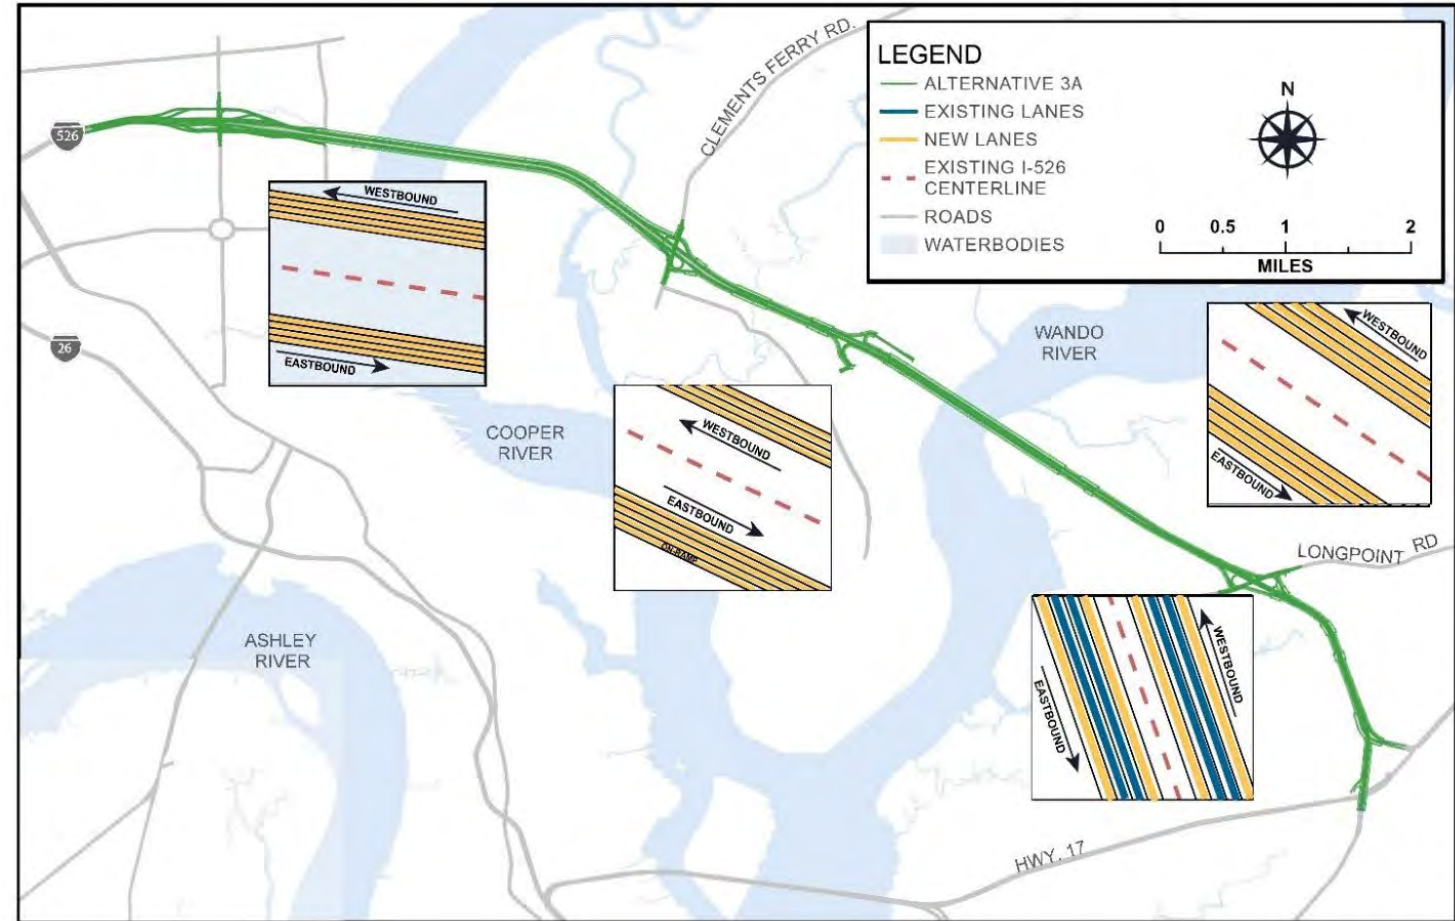 LEGEND
ALTERNATIVE 3A
EXISTING LANES
NEW LANES
EXISTING I-526
CENTERLINE
ROADS
WATERBODIES
N
0 0.5 1 2
MILES
CLEMENTS FERRY RD.
526
WESTBOUND
EASTBOUND
26
COOPER
RIVER
WESTBOUND
EASTBOUND
ON-RAMP
WANDO
RIVER
WESTBOUND
EASTBOUND
LONGPOINT RD
WESTBOUND
EASTBOUND
ASHLEY
RIVER
HWY. 17